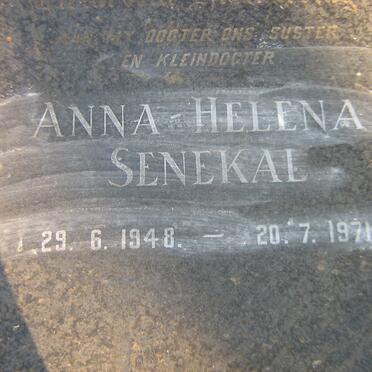 DOGTER ONS SUSTER
EN KLEINDOGTER
ANNA HELENA
SENEKAL
29. 6. 1948. — 20. 7. 1971